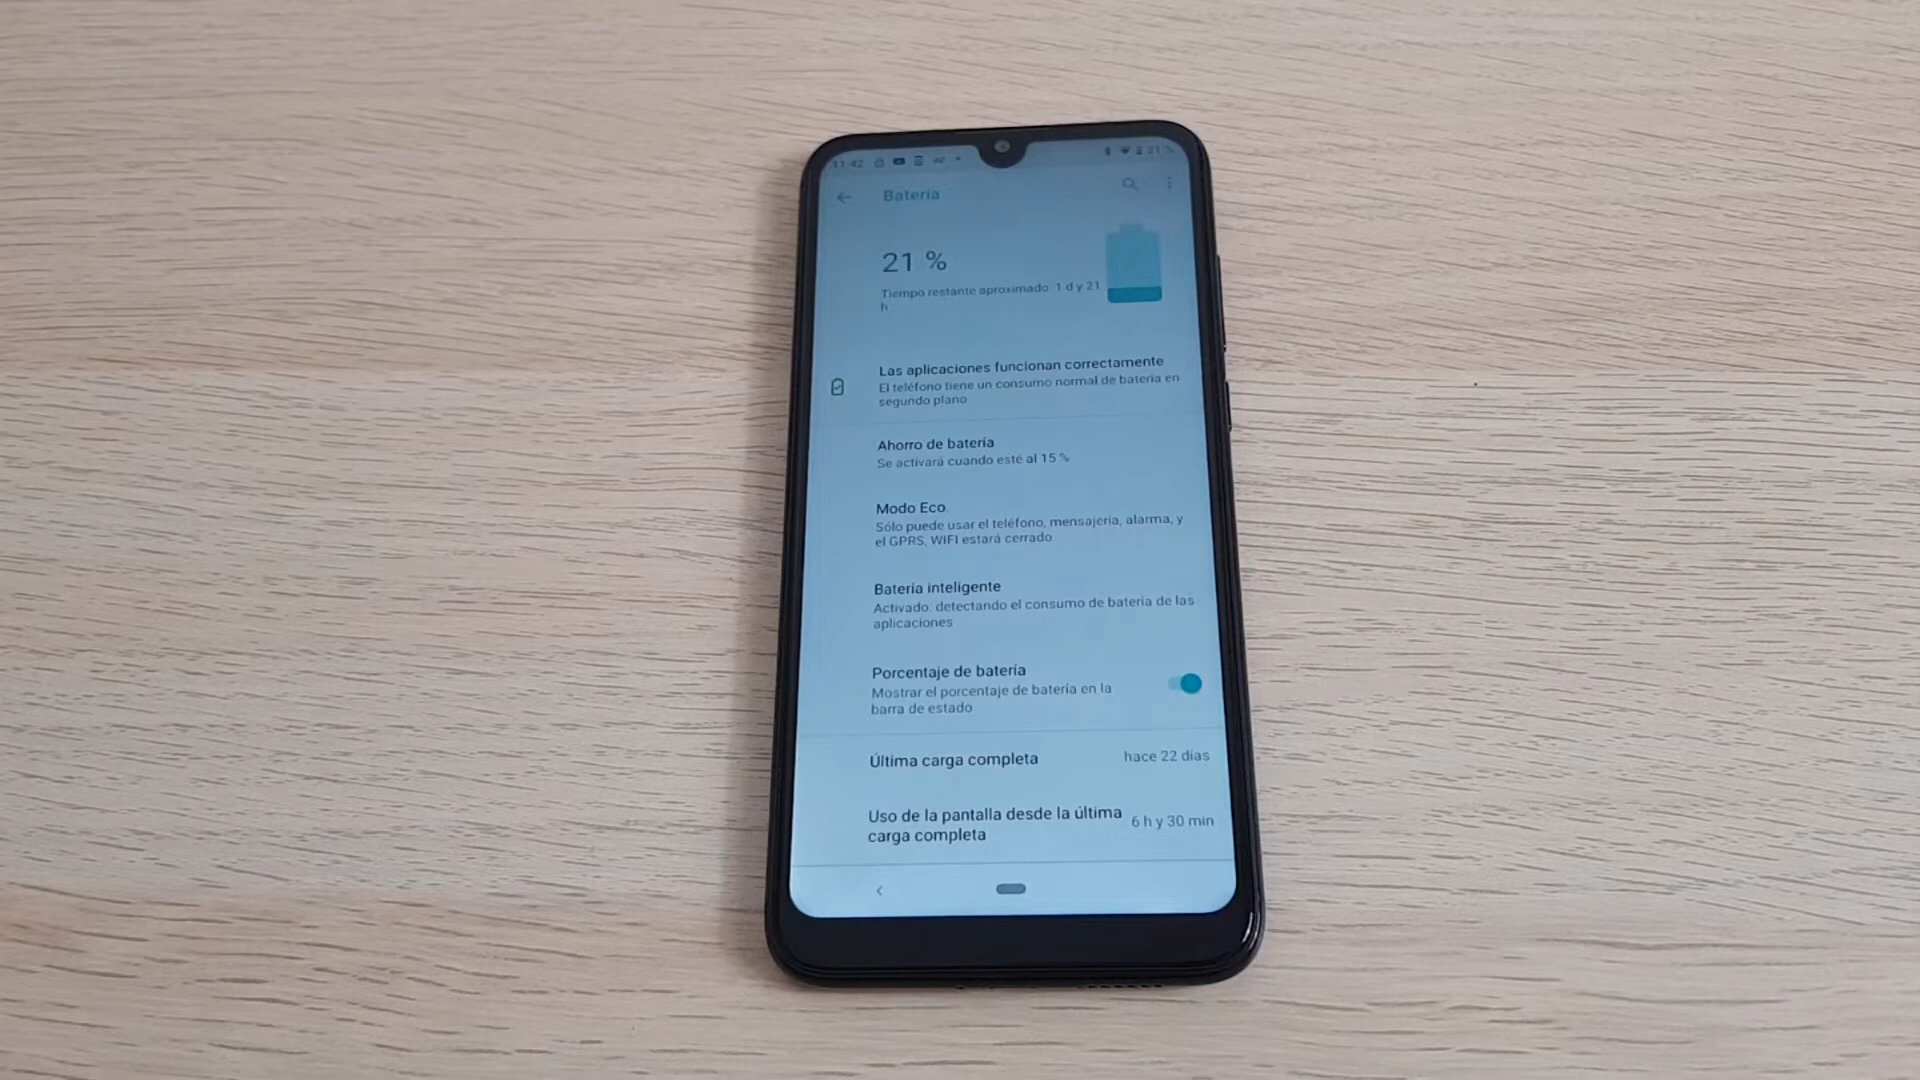 11:42
21 %
Batería
21 %
Tiempo restante aproximado: 1 d y 21
h
Las aplicaciones funcionan correctamente
El teléfono tiene un consumo normal de batería en
segundo plano
Ahorro de batería
Se activará cuando esté al 15 %
Modo Eco
Sólo puede usar el teléfono, mensajería, alarma, y
el GPRS, WIFI estará cerrado
Batería inteligente
Activado: detectando el consumo de batería de las
aplicaciones
Porcentaje de batería
Mostrar el porcentaje de batería en la
barra de estado
Última carga completa
hace 22 días
Uso de la pantalla desde la última
carga completa
6 h y 30 min